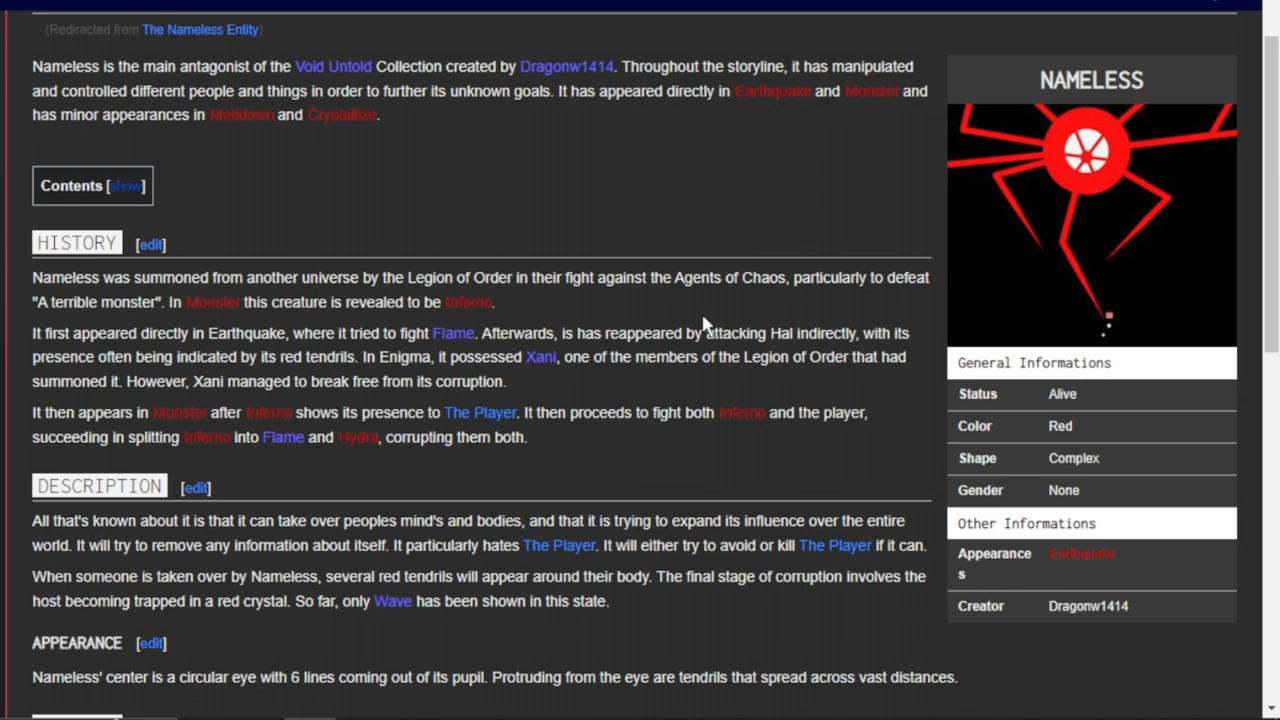 (Redirected from The Nameless Entity)
Nameless is the main antagonist of the Void Untold Collection created by Dragonw1414. Throughout the storyline, it has manipulated
and controlled different people and things in order to further its unknown goals. It has appeared directly in Earthquake and Monster and
has minor appearances in Meltdown and Crystallize.
Contents [show]
HISTORY [edit]
Nameless was summoned from another universe by the Legion of Order in their fight against the Agents of Chaos, particularly to defeat
"A terrible monster". In Monster this creature is revealed to be Inferno.
It first appeared directly in Earthquake, where it tried to fight Flame. Afterwards, is has reappeared by attacking Hal indirectly, with its
presence often being indicated by its red tendrils. In Enigma, it possessed Xani, one of the members of the Legion of Order that had
summoned it. However, Xani managed to break free from its corruption.
It then appears in Monster after Inferno shows its presence to The Player. It then proceeds to fight both Inferno and the player,
succeeding in splitting Inferno into Flame and Hydra, corrupting them both.
DESCRIPTION [edit]
All that's known about it is that it can take over peoples mind's and bodies, and that it is trying to expand its influence over the entire
world. It will try to remove any information about itself. It particularly hates The Player. It will either try to avoid or kill The Player if it can.
When someone is taken over by Nameless, several red tendrils will appear around their body. The final stage of corruption involves the
host becoming trapped in a red crystal. So far, only Wave has been shown in this state.
APPEARANCE [edit]
Nameless' center is a circular eye with 6 lines coming out of its pupil. Protruding from the eye are tendrils that spread across vast distances.
NAMELESS
General Informations
Status Alive
Color Red
Shape Complex
Gender None
Other Informations
Appearance Earthquake
s
Creator Dragonw1414